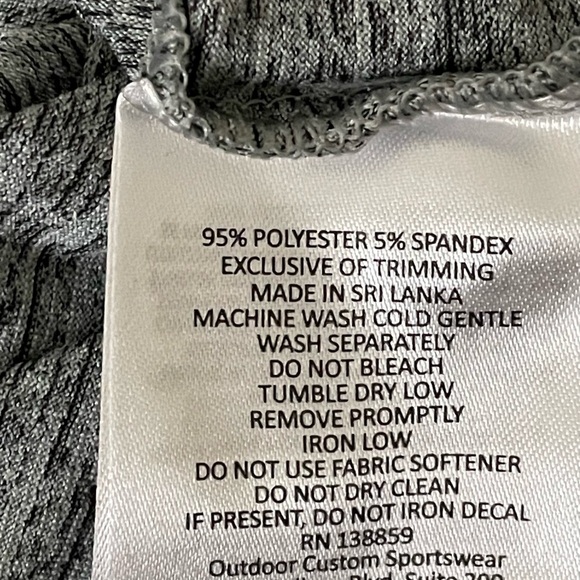 95% POLYESTER 5% SPANDEX
EXCLUSIVE OF TRIMMING
MADE IN SRI LANKA
MACHINE WASH COLD GENTLE
WASH SEPARATELY
DO NOT BLEACH
TUMBLE DRY LOW
REMOVE PROMPTLY
IRON LOW
DO NOT USE FABRIC SOFTENER
DO NOT DRY CLEAN
IF PRESENT, DO NOT IRON DECAL
RN 138859
Outdoor Custom Sportswear
Blvd, Suite